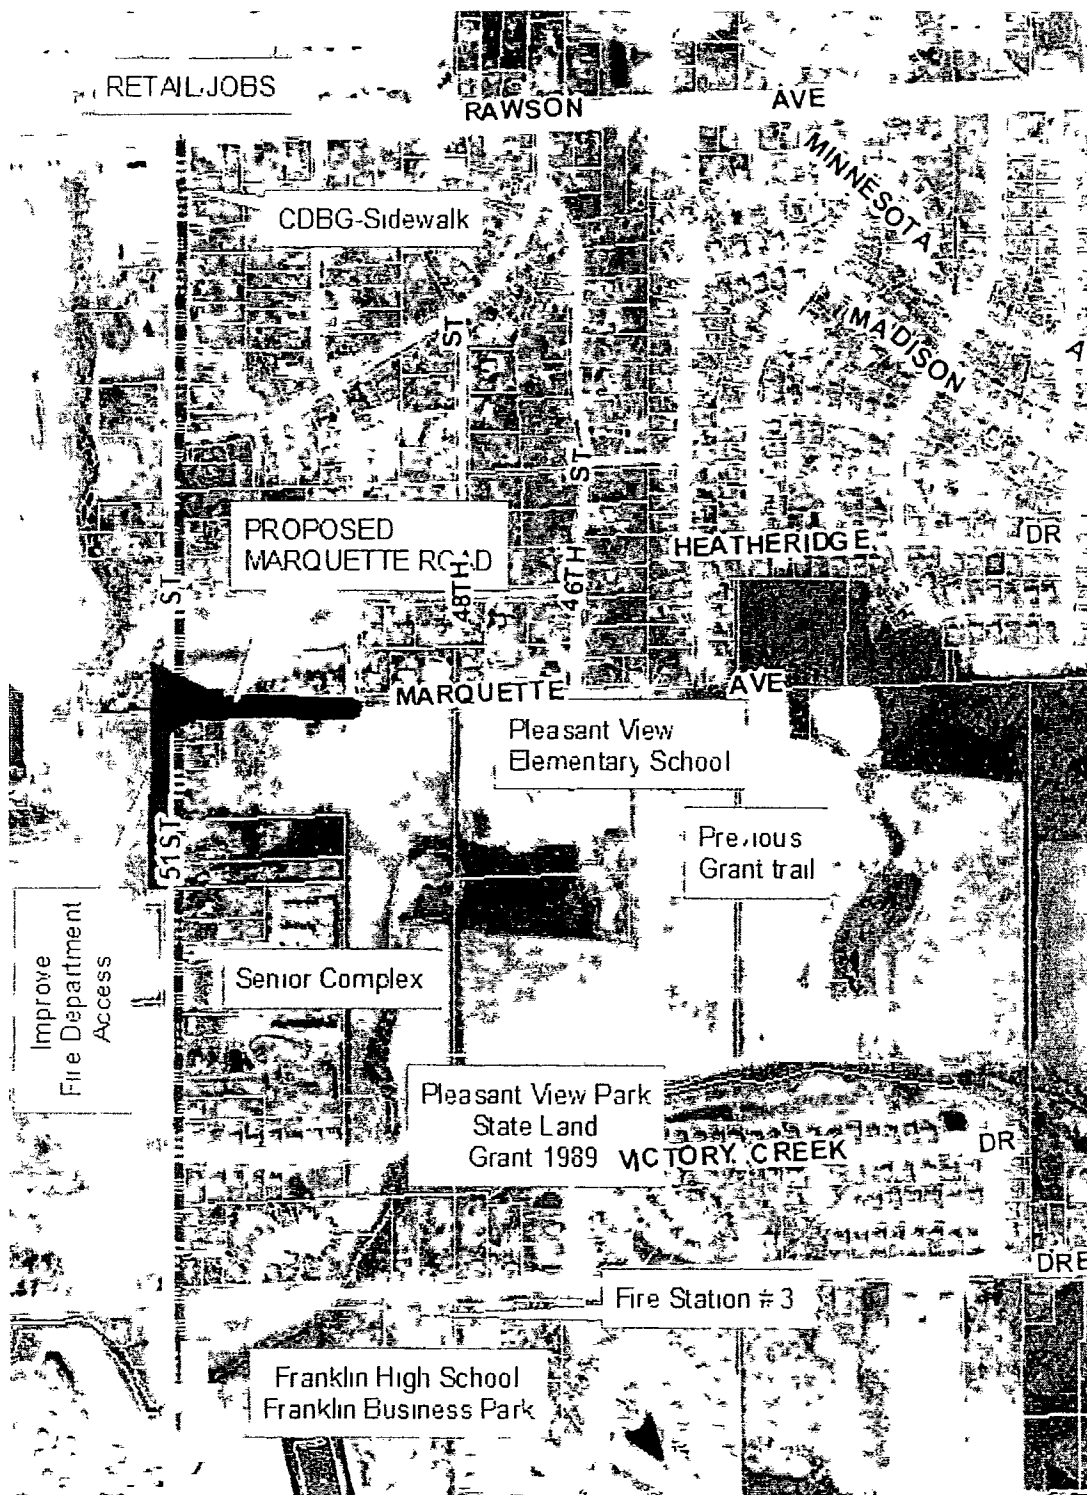 RETAIL JOBS
RAWSON AVE
MINNESOTA
CDBG-Sidewalk
ST
MADISON
ST
PROPOSED
MARQUETTE ROAD
HEATHERIDGE DR
ST
48TH
46TH
MARQUETTE AVE
Pleasant View
Elementary School
51ST
Previous
Grant trail
Improve
Fire Department
Access
Senior Complex
Pleasant View Park
State Land
Grant 1989
VICTORY CREEK DR
Fire Station #3
Franklin High School
Franklin Business Park